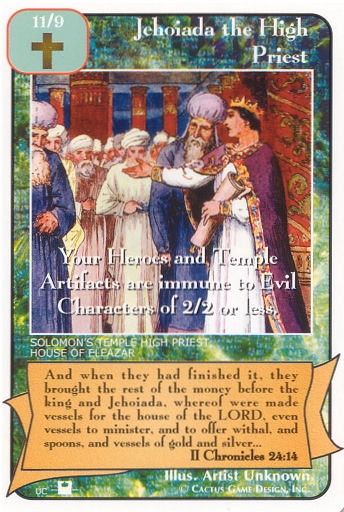 11/9
Jehoiada the High
Priest
Your Heroes and Temple
Artifacts are immune to Evil
Characters of 2/2 or less.
SOLOMON'S TEMPLE HIGH PRIEST
HOUSE OF ELEAZAR
And when they had finished it, they
brought the rest of the money before the
king and Jehoiada, whereof were made
vessels for the house of the LORD, even
vessels to minister, and to offer withal, and
spoons, and vessels of gold and silver...
II Chronicles 24:14
Illus. Artist Unknown.
UC
© CACTUS GAME DESIGN, INC.